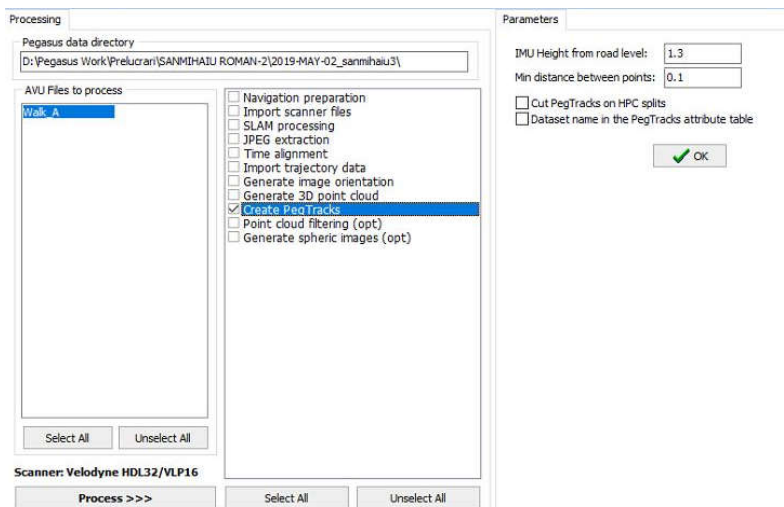 Processing
Pegasus data directory
D:\Pegasus Work\Prelucrari\SANMIHAIU ROMAN-2\2019-MAY-02_sanmihaiu3\
AVU Files to process
Walk_A
Navigation preparation
Import scanner files
SLAM processing
JPEG extraction
Time alignment
Import trajectory data
Generate image orientation
Generate 3D point cloud
Create PegTracks
Point cloud filtering (opt)
Generate spheric images (opt)
Select All
Unselect All
Scanner: Velodyne HDL32/VLP16
Process >>>
Select All
Unselect All
Parameters
IMU Height from road level: 1.3
Min distance between points: 0.1
Cut PegTracks on HPC splits
Dataset name in the PegTracks attribute table
OK